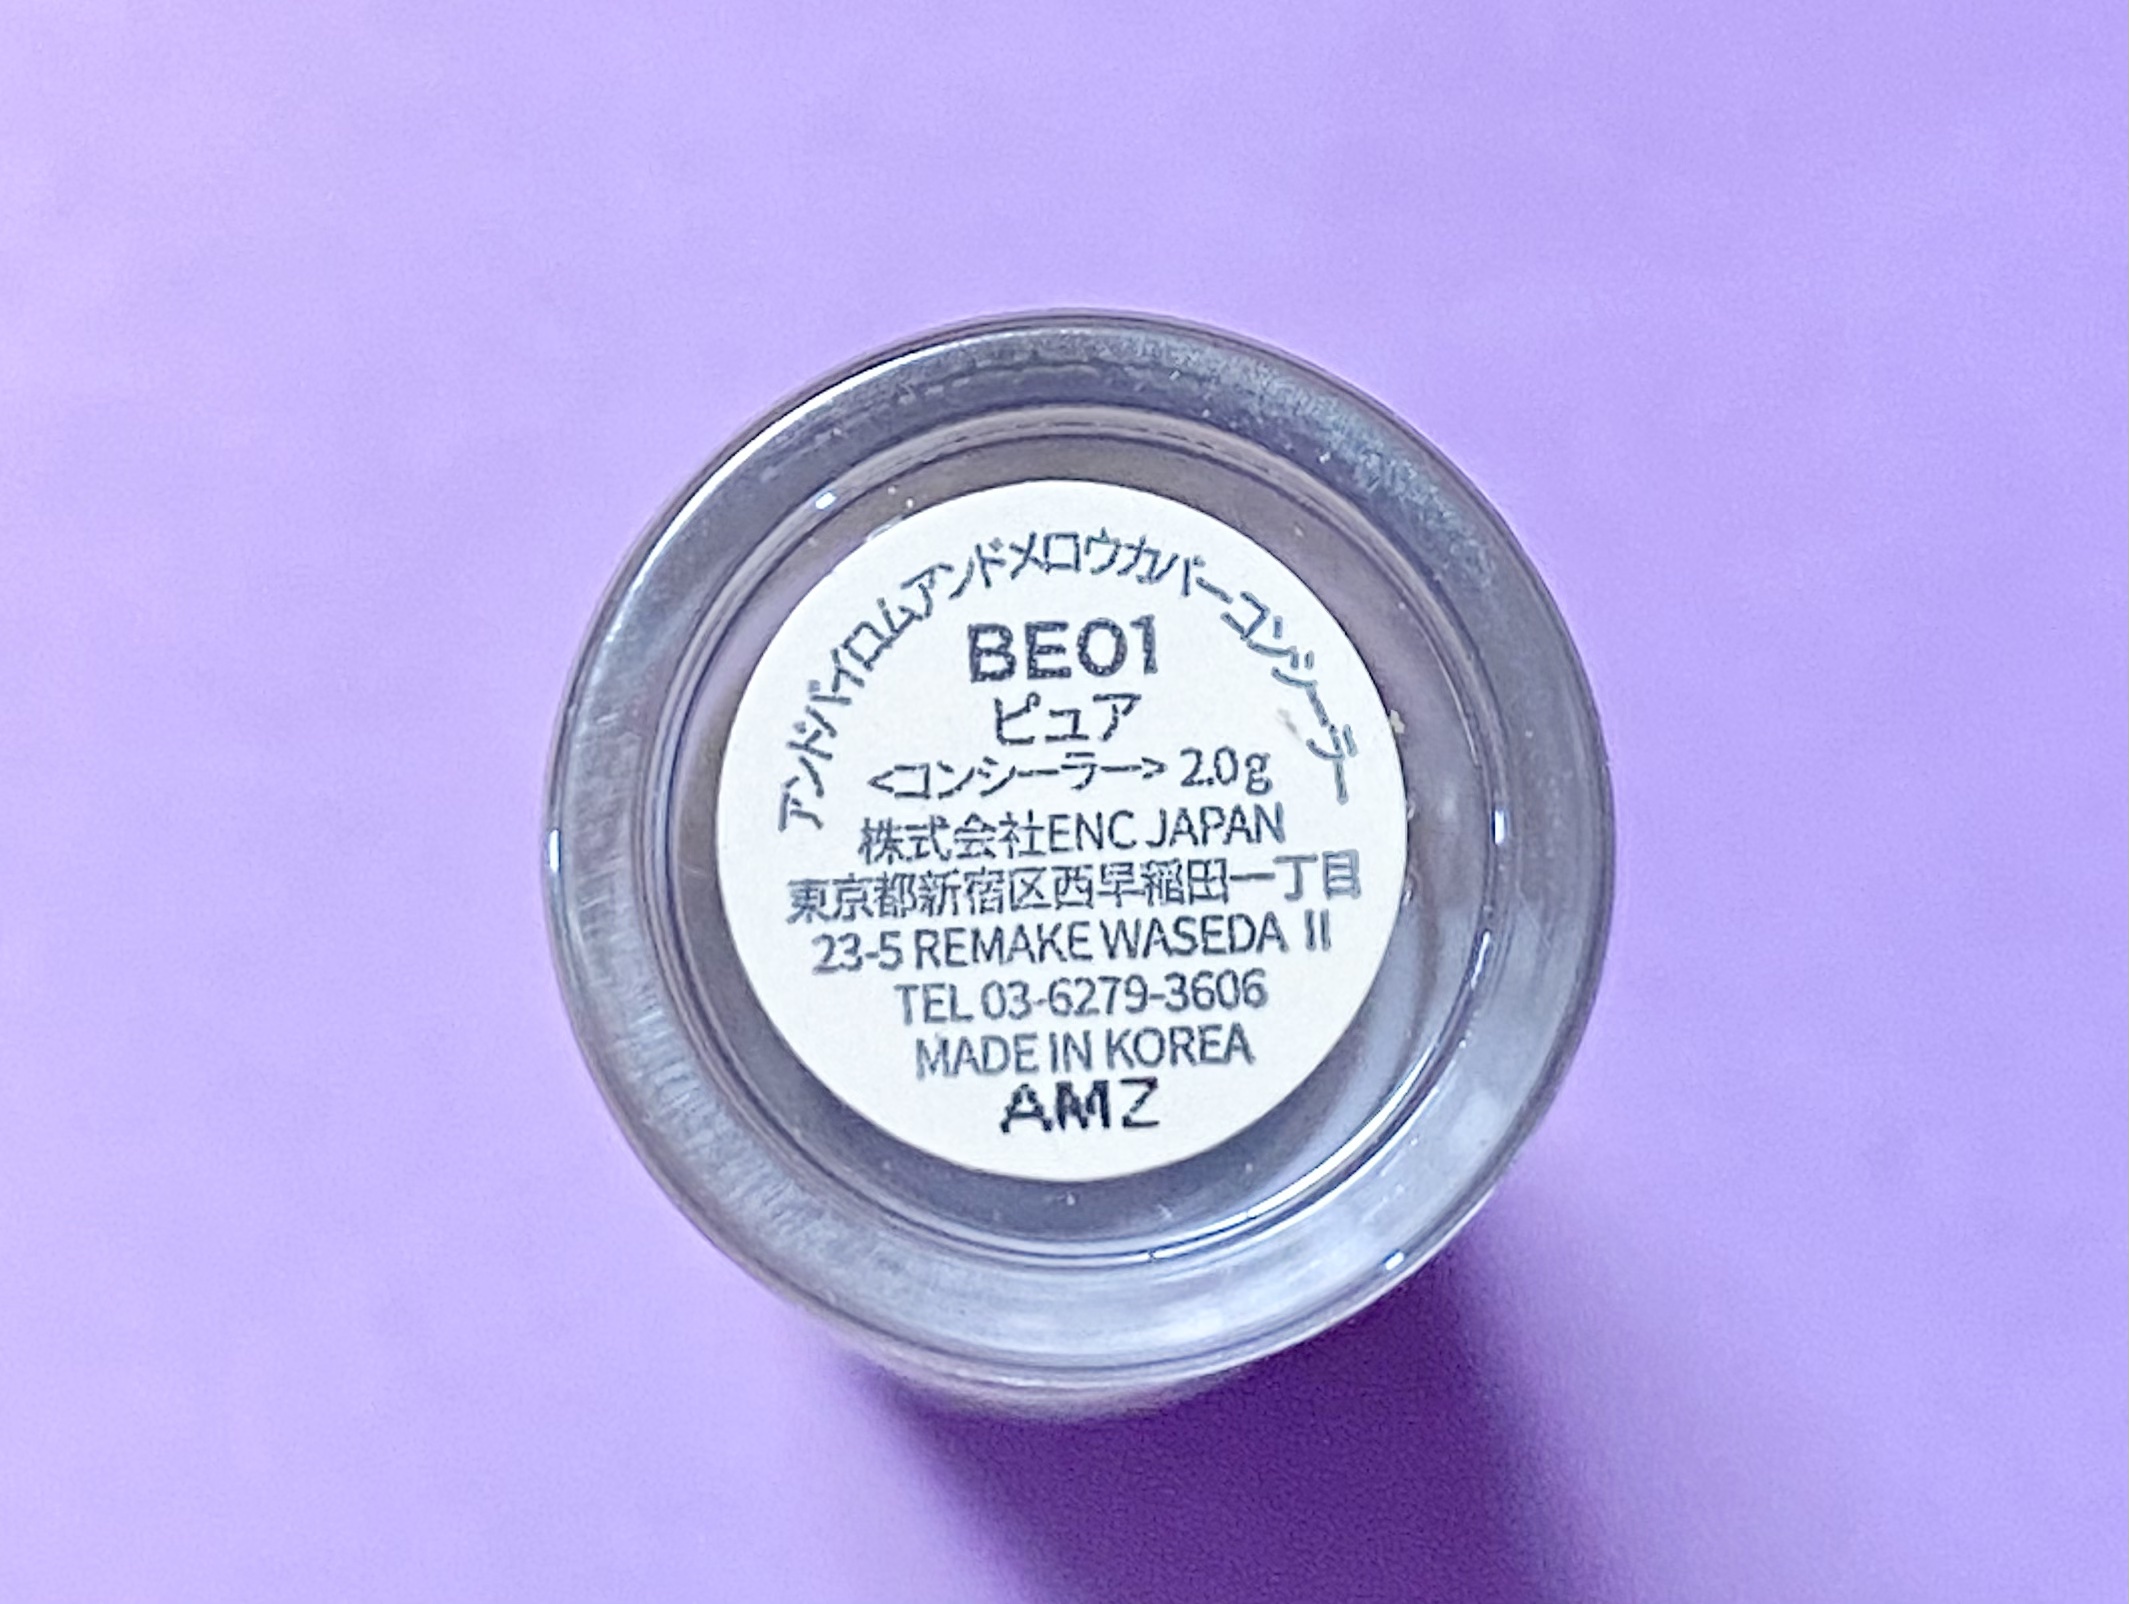 アンドバイロムアンドメロウカバーコンシーラー
BE01
ピュア
<コンシーラー> 2.0g
株式会社ENC JAPAN
東京都新宿区西早稲田一丁目
23-5 REMAKE WASEDA II
TEL 03-6279-3606
MADE IN KOREA
AMZ